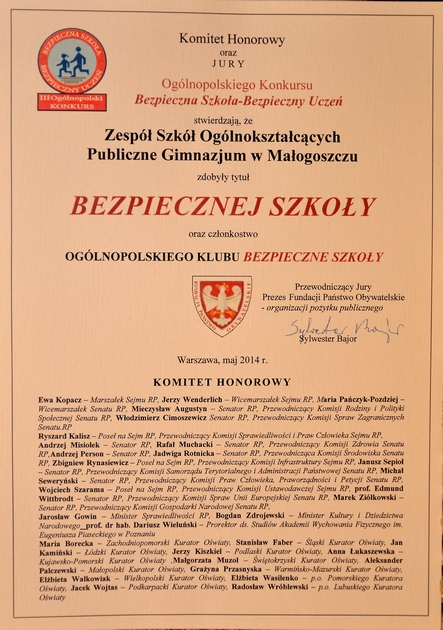 BEZPIECZNA SZKOŁA
BEZPIECZNY UCZEŃ
III Ogólnopolski
KONKURS
Komitet Honorowy
oraz
JURY
Ogólnopolskiego Konkursu
Bezpieczna Szkoła-Bezpieczny Uczeń
stwierdzają, że
Zespół Szkół Ogólnokształcących
Publiczne Gimnazjum w Małogoszczu
zdobyły tytuł
BEZPIECZNEJ SZKOŁY
oraz członkostwo
OGÓLNOPOLSKIEGO KLUBU BEZPIECZNE SZKOŁY
Przewodniczący Jury
Prezes Fundacji Państwo Obywatelskie
- organizacji pożytku publicznego
Sylwester Bajor
Sylwester Bajor
Warszawa, maj 2014 r.
KOMITET HONOROWY
Ewa Kopacz – Marszałek Sejmu RP, Jerzy Wenderlich – Wicemarszałek Sejmu RP, Maria Pańczyk-Pozdziej –
Wicemarszałek Senatu RP, Mieczysław Augustyn – Senator RP, Przewodniczący Komisji Rodziny i Polityki
Społecznej Senatu RP, Włodzimierz Cimoszewicz Senator RP, Przewodniczący Komisji Spraw Zagranicznych
Senatu RP
Ryszard Kalisz – Poseł na Sejm RP, Przewodniczący Komisji Sprawiedliwości i Praw Człowieka Sejmu RP,
Andrzej Misiołek – Senator RP, Rafał Muchacki – Senator RP, Przewodniczący Komisji Zdrowia Senatu
RP,Andrzej Person – Senator RP, Jadwiga Rotnicka – Senator RP, Przewodnicząca Komisji Środowiska Senatu
RP, Zbigniew Rynasiewicz – Poseł na Sejm RP, Przewodniczący Komisji Infrastruktury Sejmu RP, Janusz Sepioł
– Senator RP, Przewodniczący Komisji Samorządu Terytorialnego i Administracji Państwowej Senatu RP, Michał
Seweryński – Senator RP, Przewodniczący Komisji Praw Człowieka, Praworządności i Petycji Senatu RP,
Wojciech Szarama – Poseł na Sejm RP, Przewodniczący Komisji Ustawodawczej Sejmu RP, prof. Edmund
Wittbrodt – Senator RP, Przewodniczący Komisji Spraw Unii Europejskiej Senatu RP, Marek Ziółkowski –
Senator RP, Przewodniczący Komisji Gospodarki Narodowej Senatu RP,
Jarosław Gowin – Minister Sprawiedliwości RP, Bogdan Zdrojewski – Minister Kultury i Dziedzictwa
Narodowego prof. dr hab. Dariusz Wieluński – Prorektor ds. Studiów Akademii Wychowania Fizycznego im.
Eugeniusza Piaseckiego w Poznaniu
Maria Borecka – Zachodniopomorski Kurator Oświaty, Stanisław Faber – Śląski Kurator Oświaty, Jan
Kamiński – Łódzki Kurator Oświaty, Jerzy Kiszkiel – Podlaski Kurator Oświaty, Anna Łukaszewska –
Kujawsko-Pomorski Kurator Oświaty ,Małgorzata Muzoł – Świętokrzyski Kurator Oświaty, Aleksander
Palczewski – Małopolski Kurator Oświaty, Grażyna Przasnyska – Warmińsko-Mazurski Kurator Oświaty,
Elżbieta Walkowiak – Wielkopolski Kurator Oświaty, Elżbieta Wasilenko – p.o. Pomorskiego Kuratora
Oświaty, Jacek Wojtas – Podkarpacki Kurator Oświaty, Radosław Wróblewski – p.o. Lubuskiego Kuratora
Oświaty